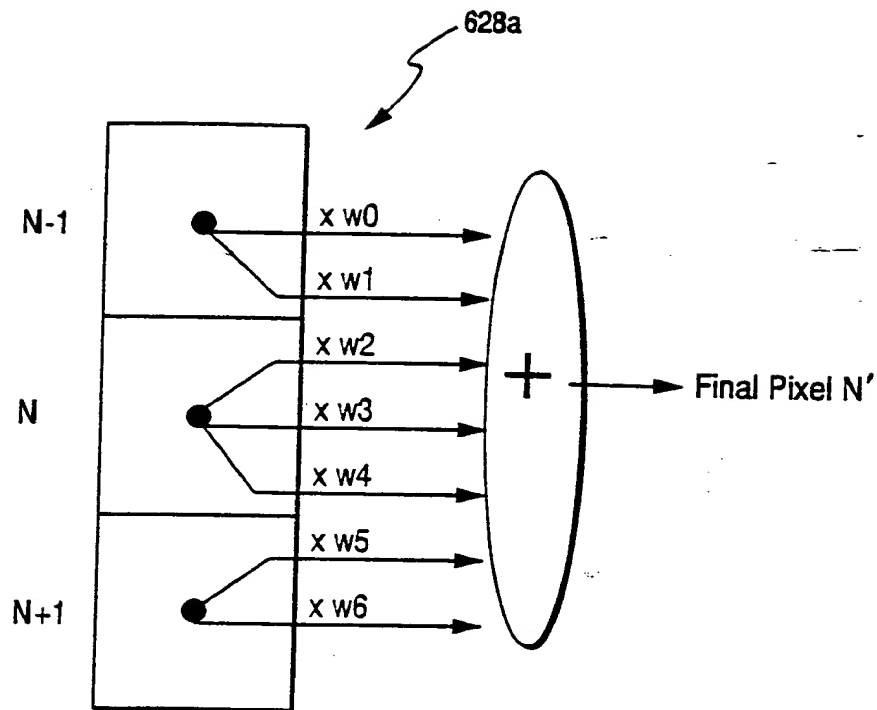 628a
N-1
x w0
x w1
x w2
N
x w3
+
Final Pixel N′
x w4
x w5
N+1
x w6